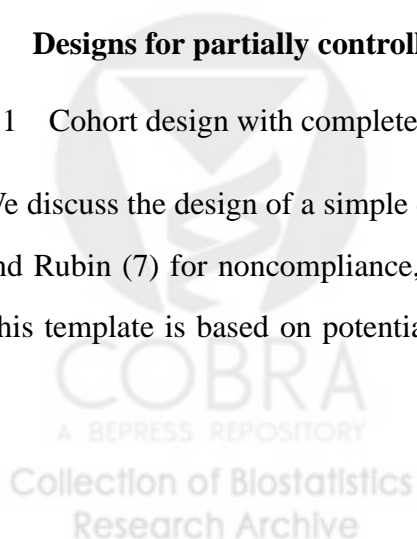 Designs for partially controll
1 Cohort design with complete
We discuss the design of a simple
nd Rubin (7) for noncompliance,
his template is based on potentia
COBRA
A BEPRESS REPOSITORY
Collection of Biostatistics
Research Archive